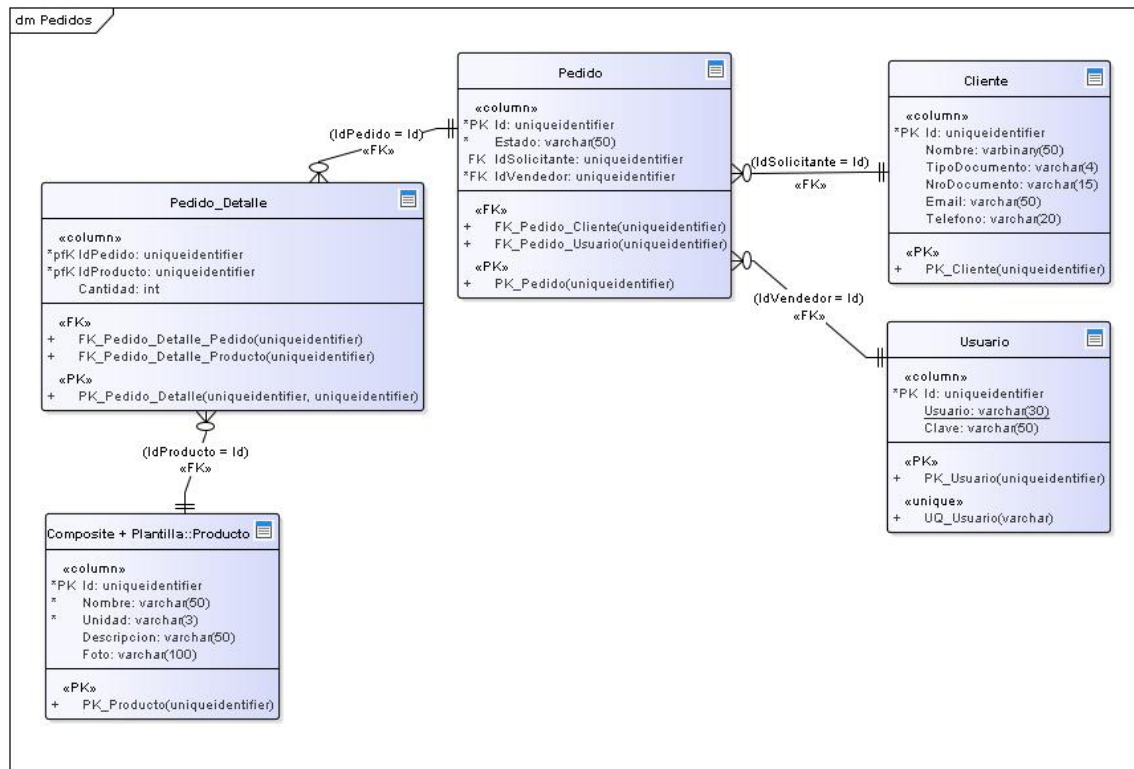 dm Pedidos
Pedido
«column»
*PK Id: uniqueidentifier
* Estado: varchar(50)
FK IdSolicitante: uniqueidentifier
*FK IdVendedor: uniqueidentifier
«FK»
+ FK_Pedido_Cliente(uniqueidentifier)
+ FK_Pedido_Usuario(uniqueidentifier)
«PK»
+ PK_Pedido(uniqueidentifier)
Cliente
«column»
*PK Id: uniqueidentifier
Nombre: varbinary(50)
TipoDocumento: varchar(4)
NroDocumento: varchar(15)
Email: varchar(50)
Telefono: varchar(20)
«PK»
+ PK_Cliente(uniqueidentifier)
(IdPedido = Id)
«FK»
(IdSolicitante = Id)
«FK»
Pedido_Detalle
«column»
*pfK IdPedido: uniqueidentifier
*pfK IdProducto: uniqueidentifier
Cantidad: int
«FK»
+ FK_Pedido_Detalle_Pedido(uniqueidentifier)
+ FK_Pedido_Detalle_Producto(uniqueidentifier)
«PK»
+ PK_Pedido_Detalle(uniqueidentifier, uniqueidentifier)
(IdVendedor = Id)
«FK»
Usuario
«column»
*PK Id: uniqueidentifier
Usuario: varchar(30)
Clave: varchar(50)
«PK»
+ PK_Usuario(uniqueidentifier)
«unique»
+ UQ_Usuario(varchar)
(IdProducto = Id)
«FK»
Composite + Plantilla::Producto
«column»
*PK Id: uniqueidentifier
* Nombre: varchar(50)
* Unidad: varchar(3)
Descripcion: varchar(50)
Foto: varchar(100)
«PK»
+ PK_Producto(uniqueidentifier)